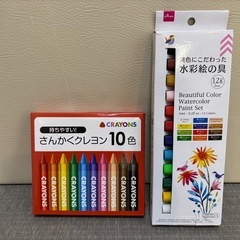 CRAYONS
持ちやすい!
さんかくクレヨン10色
CRAYONS
CRAYONS
CRAYONS
CRAYONS
CRAYONS
CRAYONS
CRAYONS
CRAYONS
CRAYONS
CRAYONS
DAISO
12色
色にこだわった
水彩絵の具
Beautiful Color
Watercolor
Paint Set